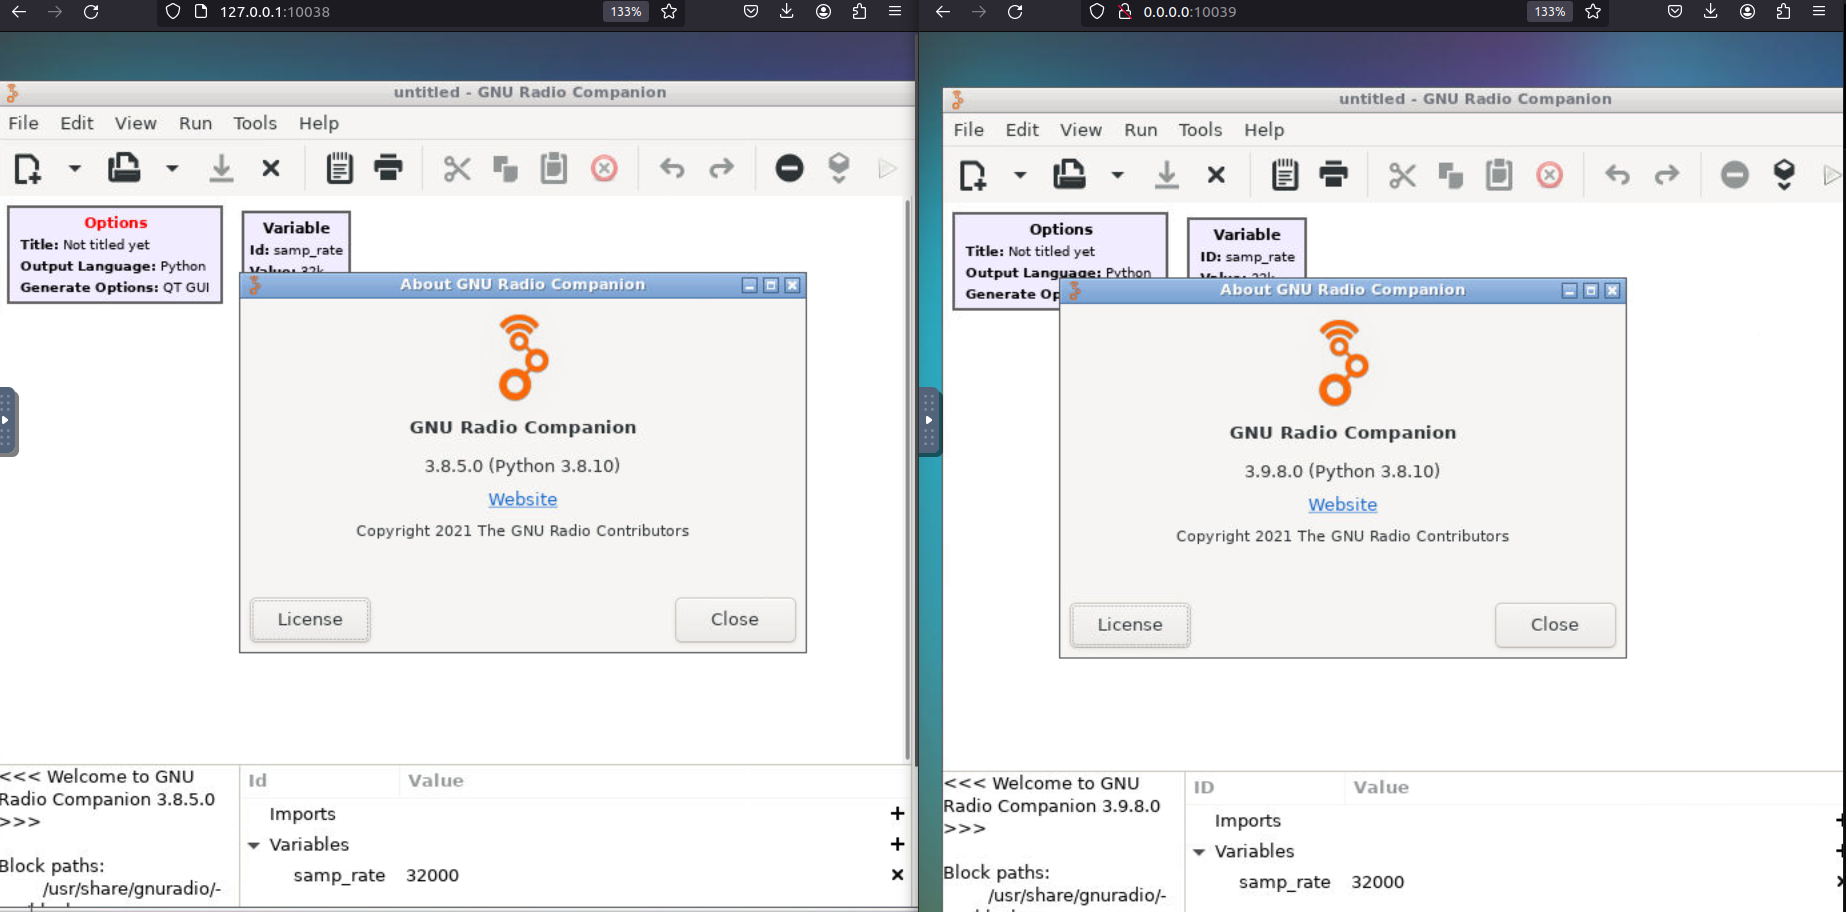 127.0.0.1:10038
133%
untitled - GNU Radio Companion
File Edit View Run Tools Help
Options
Title: Not titled yet
Output Language: Python
Generate Options: QT GUI
Variable
Id: samp_rate
Value: 32k
About GNU Radio Companion
GNU Radio Companion
3.8.5.0 (Python 3.8.10)
Website
Copyright 2021 The GNU Radio Contributors
License
Close
<<< Welcome to GNU
Radio Companion 3.8.5.0
>>>
Block paths:
/usr/share/gnuradio/-
Id Value
Imports
Variables
samp_rate 32000
0.0.0.0:10039
133%
untitled - GNU Radio Companion
File Edit View Run Tools Help
Options
Title: Not titled yet
Output Language: Python
Generate Op
Variable
ID: samp_rate
Value: 32k
About GNU Radio Companion
GNU Radio Companion
3.9.8.0 (Python 3.8.10)
Website
Copyright 2021 The GNU Radio Contributors
License
Close
<<< Welcome to GNU
Radio Companion 3.9.8.0
>>>
Block paths:
/usr/share/gnuradio/-
ID Value
Imports
Variables
samp_rate 32000